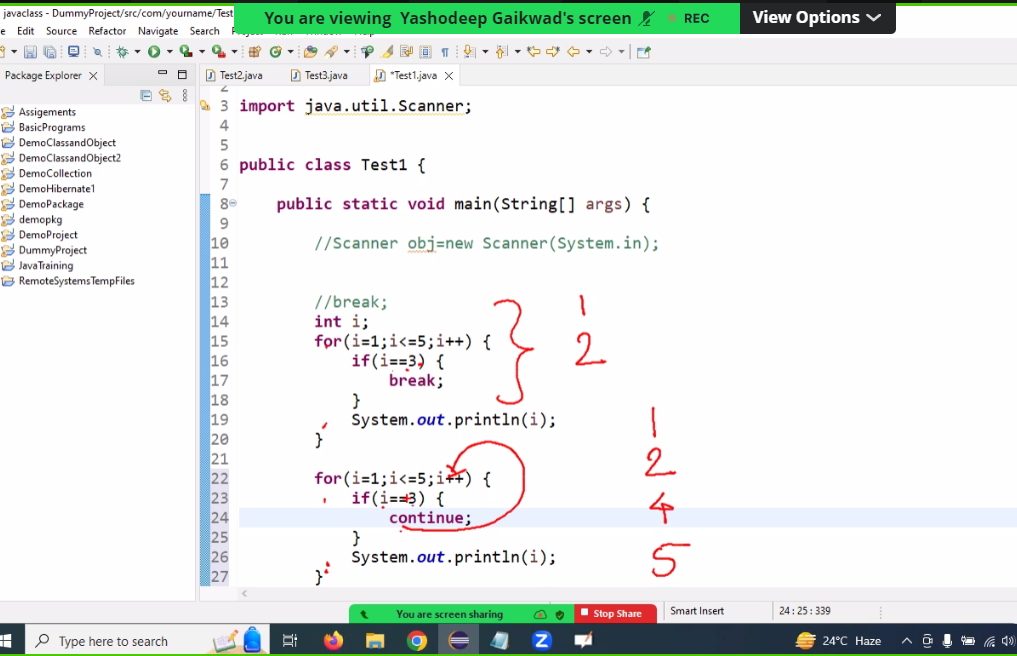 javaclass - DummyProject/src/com/yourname/Test
You are viewing Yashodeep Gaikwad's screen
REC
View Options
Edit Source Refactor Navigate Search
Package Explorer
Test2.java Test3.java *Test1.java
Assigements
BasicPrograms
DemoClassandObject
DemoClassandObject2
DemoCollection
DemoHibernate1
DemoPackage
demopkg
DemoProject
DummyProject
JavaTraining
RemoteSystemsTempFiles
3 import java.util.Scanner;
4
5
6 public class Test1 {
7
8 public static void main(String[] args) {
9
10 //Scanner obj=new Scanner(System.in);
11
12
13 //break; 1
14 int i;
15 for(i=1;i<=5;i++) { 2
16 if(i==3) {
17 break;
18 }
19 System.out.println(i); 1
20 }
21 2
22 for(i=1;i<=5;i++) {
23 if(i==3) { 4
24 continue;
25 }
26 System.out.println(i); 5
27 }
You are screen sharing Stop Share
Smart Insert 24 : 25 : 339
Type here to search
24°C Haze